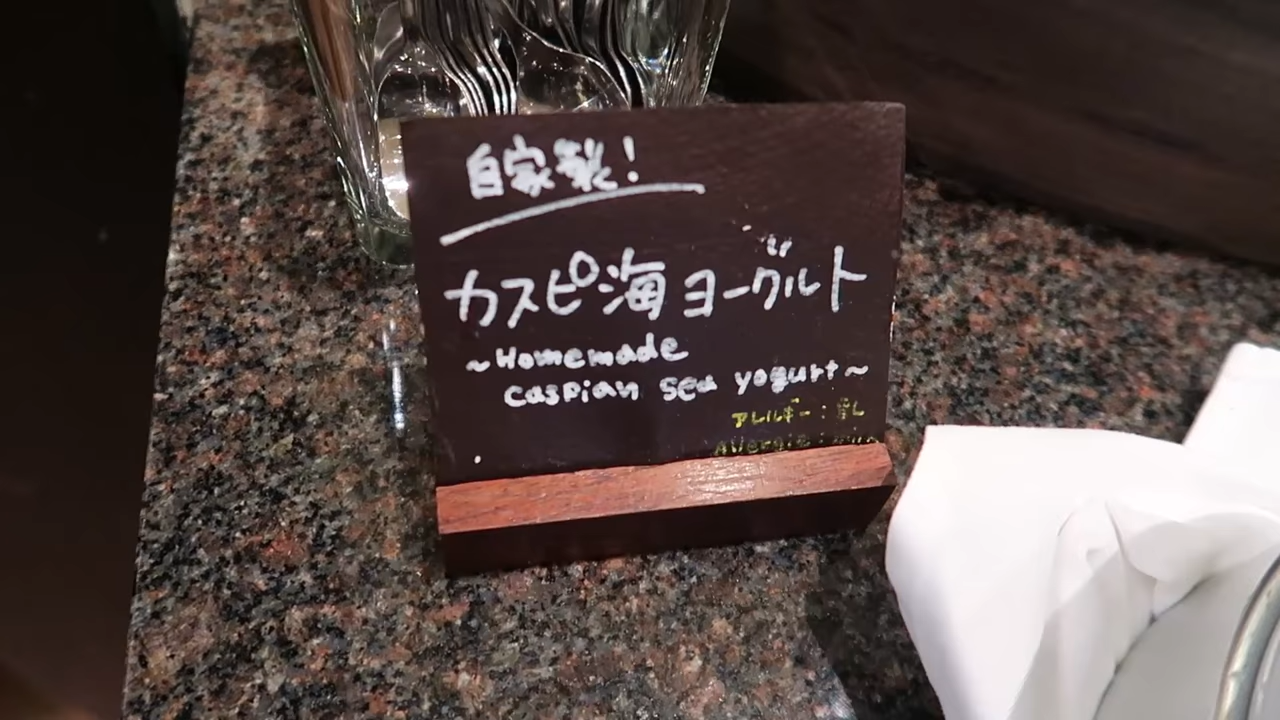 自家製!
カスピ海ヨーグルト
~Homemade
caspian sea yogurt~
アレルギー:乳